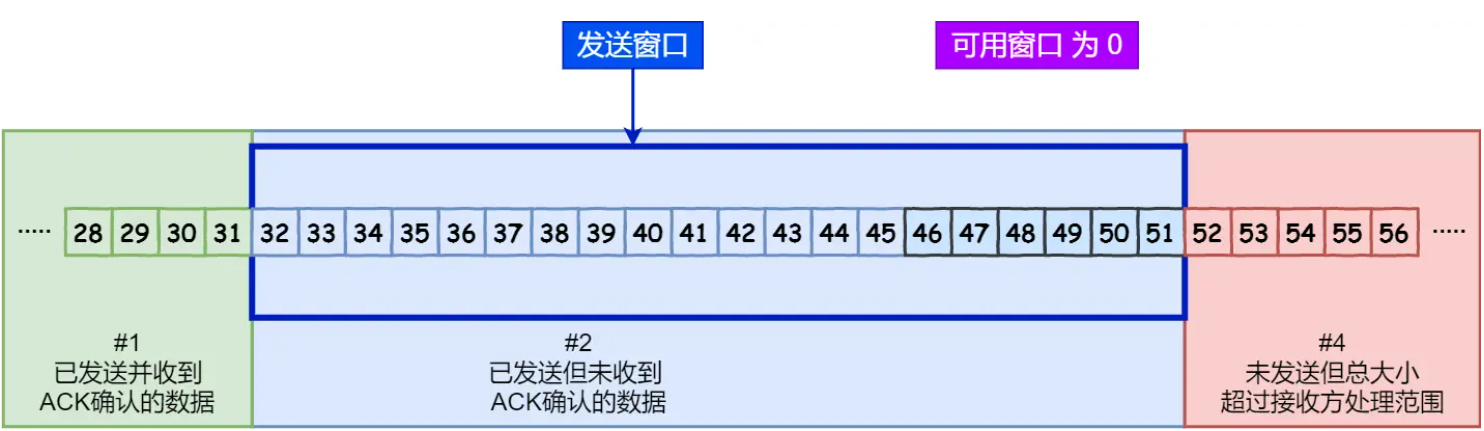 发送窗口
可用窗口 为 0
..... 28 29 30 31 32 33 34 35 36 37 38 39 40 41 42 43 44 45 46 47 48 49 50 51 52 53 54 55 56 .....
#1
已发送并收到
ACK确认的数据
#2
已发送但未收到
ACK确认的数据
#4
未发送但总大小
超过接收方处理范围